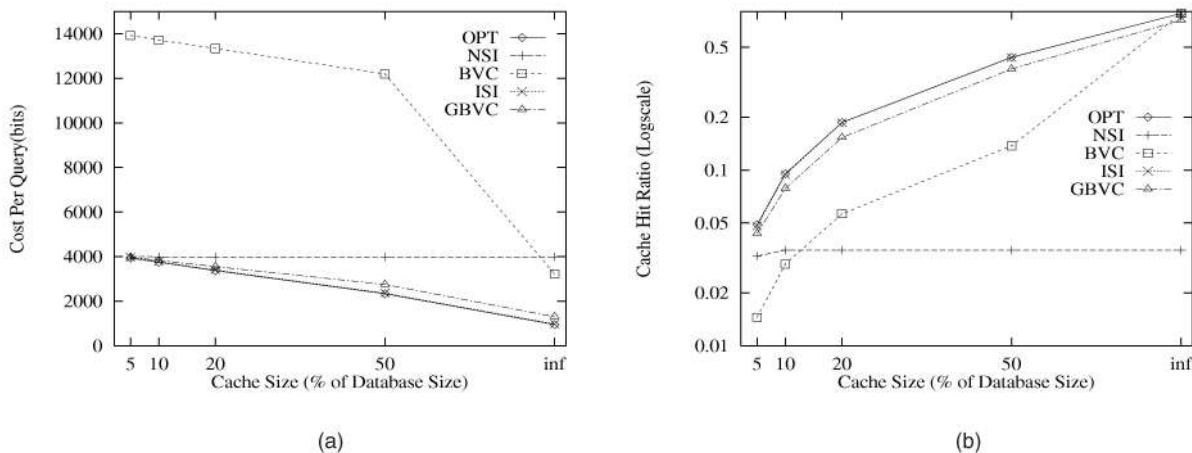 14000
12000
10000
8000
6000
4000
2000
0
Cost Per Query(bits)
OPT
NSI
BVC
ISI
GBVC
5 10 20 50 inf
Cache Size (% of Database Size)
(a)
0.5
0.2
0.1
0.05
0.02
0.01
Cache Hit Ratio (Logscale)
OPT
NSI
BVC
ISI
GBVC
5 10 20 50 inf
Cache Size (% of Database Size)
(b)